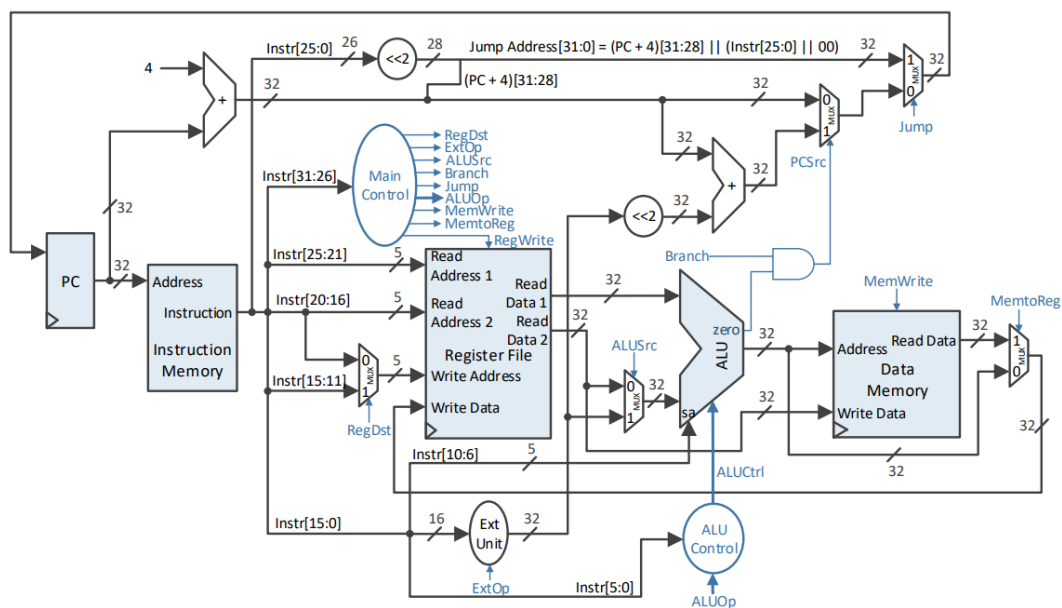 Instr[25:0]
26
<<2
28
Jump Address[31:0] = (PC + 4)[31:28] || (Instr[25:0] || 00)
32
1
MUX
0
32
4
+
32
(PC + 4)[31:28]
32
0
MUX
1
Jump
RegDst
ExtOp
ALUSrc
Branch
Jump
ALUOp
MemWrite
MemtoReg
RegWrite
Main
Control
Instr[31:26]
32
+
32
PCSrc
<<2
32
32
PC
32
Address
Instruction
Instruction
Memory
Instr[25:21]
5
Read
Address 1
Read
Data 1
32
Instr[20:16]
5
Read
Address 2
Read
Data 2
32
Register File
0
MUX
1
5
Write Address
Instr[15:11]
RegDst
Write Data
Branch
zero
ALU
32
sa
ALUSrc
0
MUX
1
32
MemWrite
Address
Read Data
32
Data
Memory
32
Write Data
MemtoReg
1
MUX
0
32
32
Instr[10:6]
5
ALUCtrl
Instr[15:0]
16
Ext
Unit
32
ExtOp
ALU
Control
Instr[5:0]
ALUOp